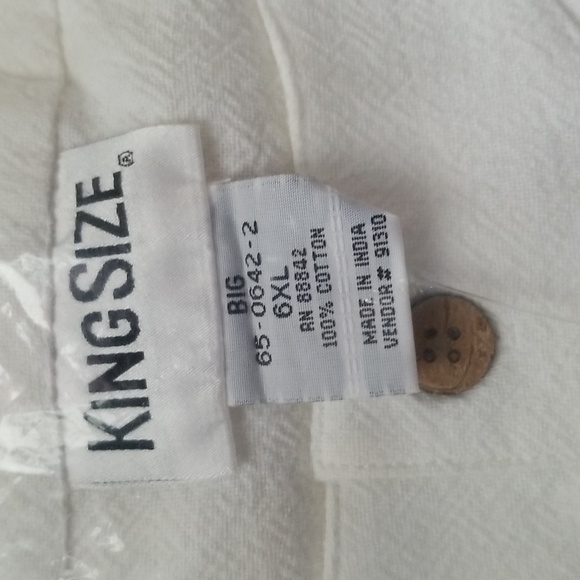 KINGSIZE®
BIG
65-0642-2
6XL
RN 88842
100% COTTON
MADE IN INDIA
VENDOR# 91310